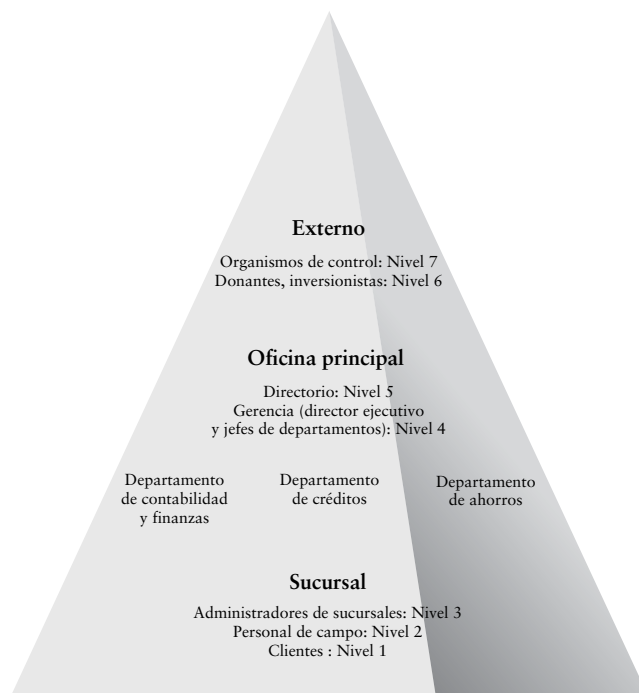 Externo
Organismos de control: Nivel 7
Donantes, inversionistas: Nivel 6
Oficina principal
Directorio: Nivel 5
Gerencia (director ejecutivo
y jefes de departamentos): Nivel 4
Departamento
de contabilidad
y finanzas
Departamento
de créditos
Departamento
de ahorros
Sucursal
Administradores de sucursales: Nivel 3
Personal de campo: Nivel 2
Clientes : Nivel 1